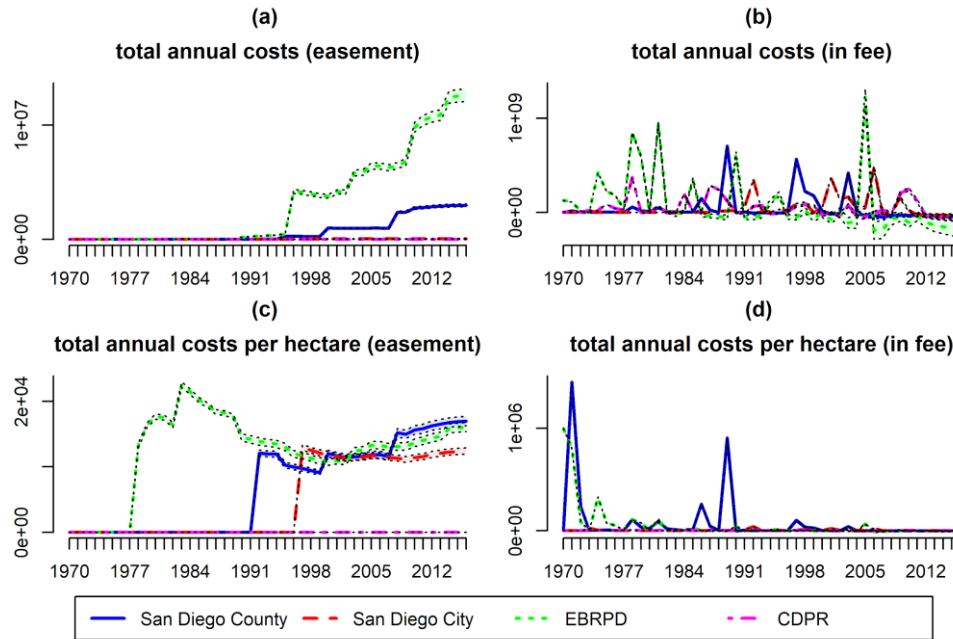 (a)
total annual costs (easement)
0e+00 1e+07
1970 1977 1984 1991 1998 2005 2012
(b)
total annual costs (in fee)
0e+00 1e+09
1970 1977 1984 1991 1998 2005 2012
(c)
total annual costs per hectare (easement)
0e+00 2e+04
1970 1977 1984 1991 1998 2005 2012
(d)
total annual costs per hectare (in fee)
0e+00 1e+06
1970 1977 1984 1991 1998 2005 2012
San Diego County San Diego City EBRPD CDPR